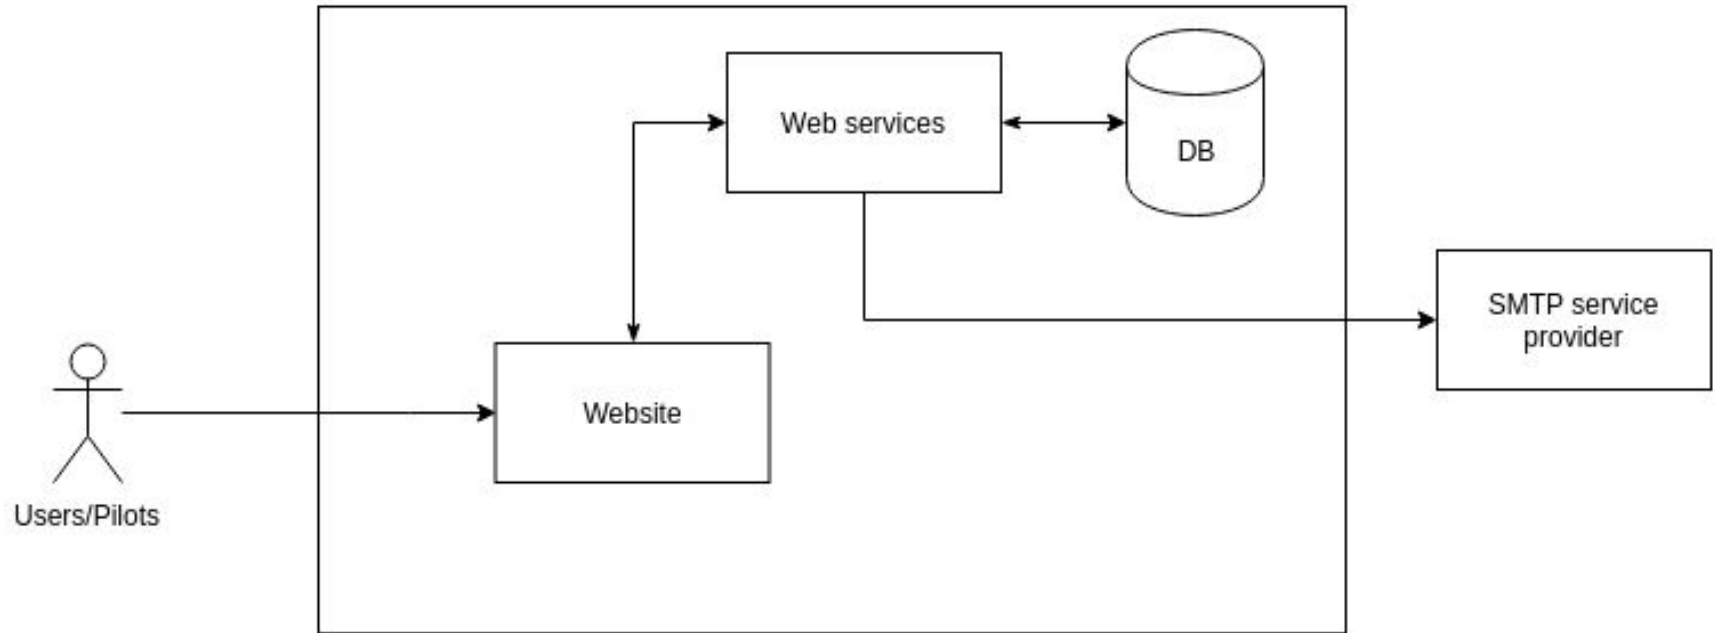 Web services
DB
SMTP service
provider
Website
Users/Pilots